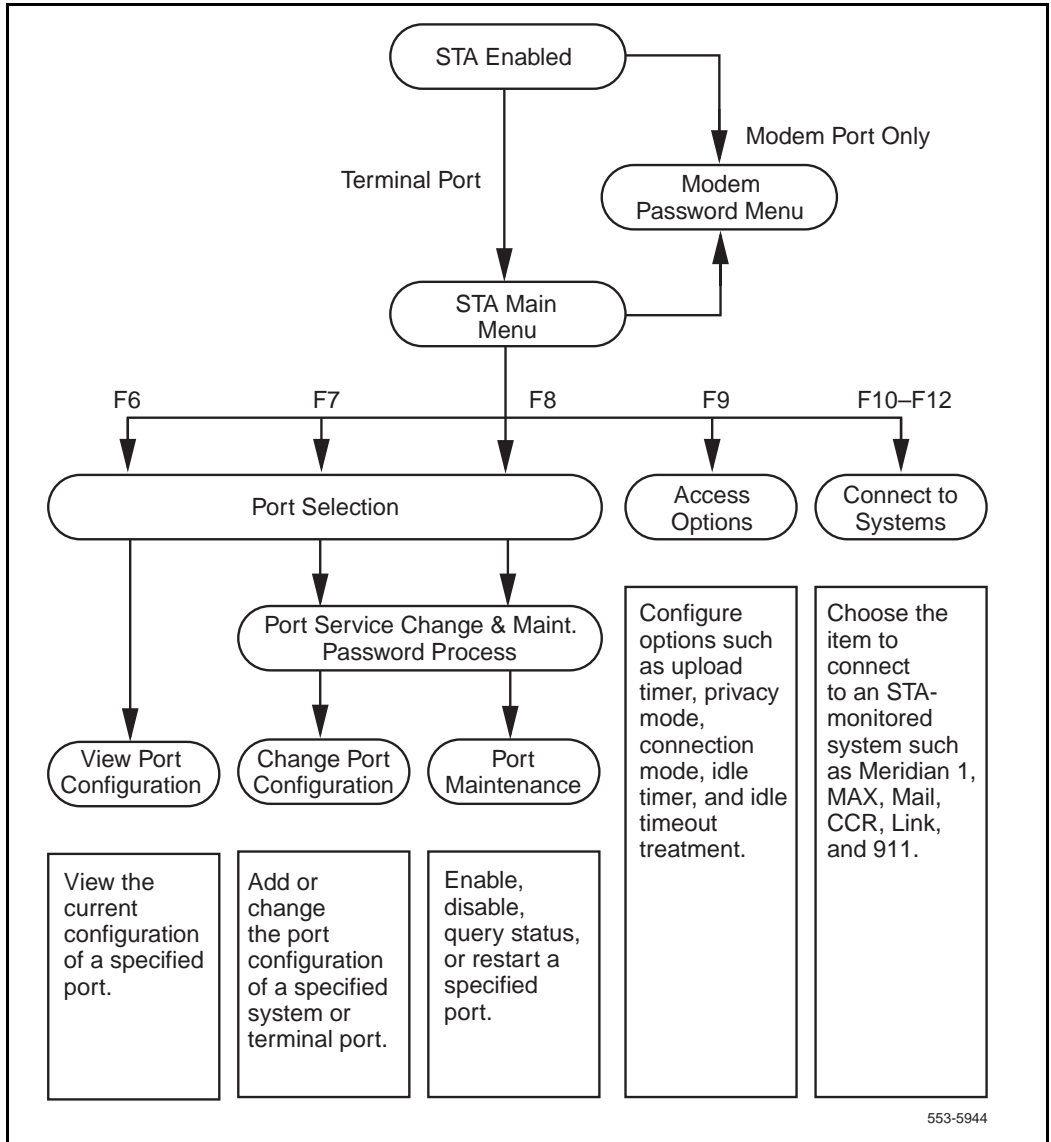 STA Enabled
Modem Port Only
Terminal Port
Modem
Password Menu
STA Main
Menu
F6
F7
F8
F9
F10–F12
Port Selection
Access
Options
Connect to
Systems
Port Service Change & Maint.
Password Process
View Port
Configuration
Change Port
Configuration
Port
Maintenance
Configure
options such
as upload
timer, privacy
mode,
connection
mode, idle
timer, and idle
timeout
treatment.
Choose the
item to
connect
to an STA-
monitored
system such
as Meridian 1,
MAX, Mail,
CCR, Link,
and 911.
View the
current
configuration
of a specified
port.
Add or
change
the port
configuration
of a specified
system or
terminal port.
Enable,
disable,
query status,
or restart a
specified
port.
553-5944